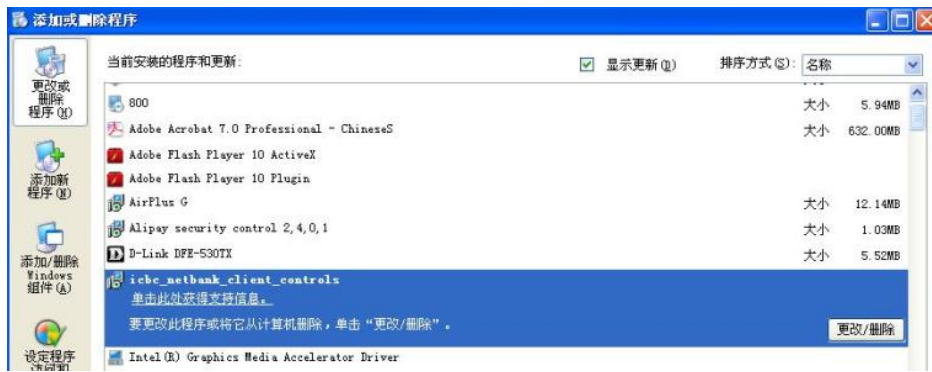 添加或删除程序
更改或
删除
程序(H)
添加新
程序(N)
添加/删除
Windows
组件(A)
设定程序
访问和
当前安装的程序和更新:
显示更新(D)
排序方式(S): 名称
800 大小 5.94MB
Adobe Acrobat 7.0 Professional - ChineseS 大小 632.00MB
Adobe Flash Player 10 ActiveX
Adobe Flash Player 10 Plugin
AirPlus G 大小 12.14MB
Alipay security control 2,4,0,1 大小 1.03MB
D-Link DFE-530TX 大小 5.52MB
icbc_netbank_client_controls
单击此处获得支持信息。
要更改此程序或将它从计算机删除，单击“更改/删除”。
更改/删除
Intel(R) Graphics Media Accelerator Driver